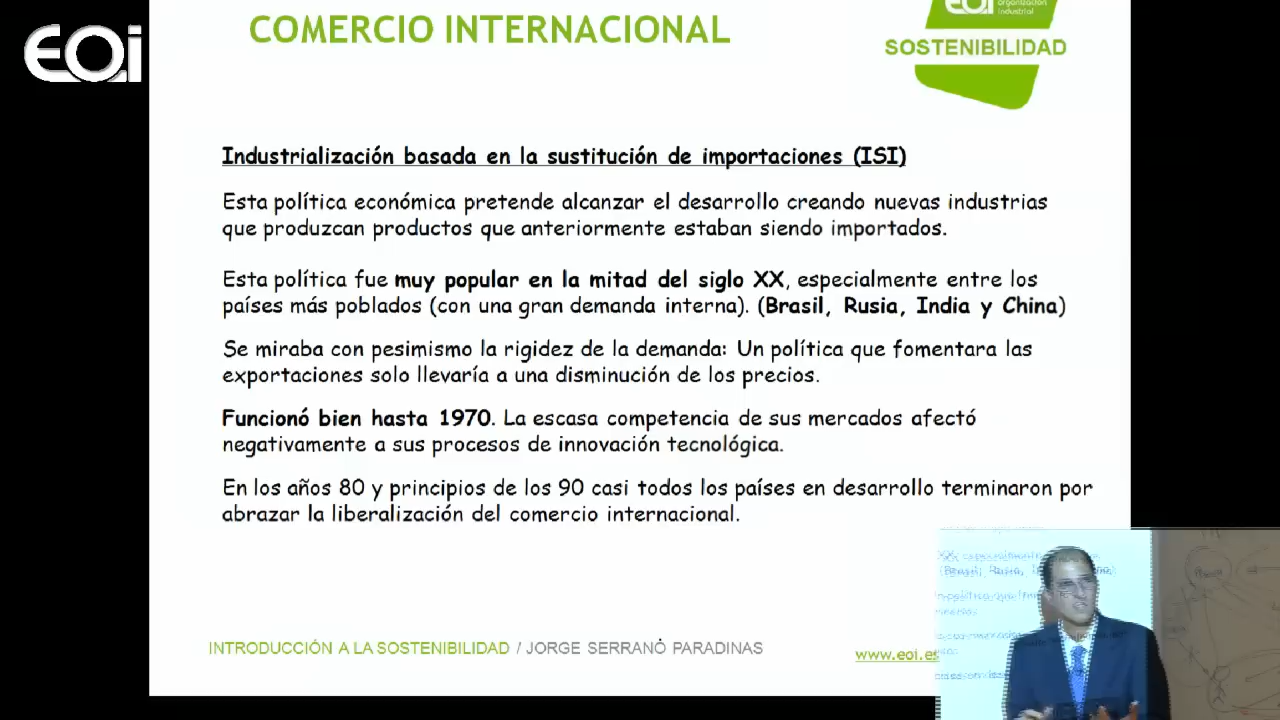 COMERCIO INTERNACIONAL
EOi
EOi
organización
industrial
SOSTENIBILIDAD
Industrialización basada en la sustitución de importaciones (ISI)
Esta política económica pretende alcanzar el desarrollo creando nuevas industrias
que produzcan productos que anteriormente estaban siendo importados.
Esta política fue muy popular en la mitad del siglo XX, especialmente entre los
países más poblados (con una gran demanda interna). (Brasil, Rusia, India y China)
Se miraba con pesimismo la rigidez de la demanda: Un política que fomentara las
exportaciones solo llevaría a una disminución de los precios.
Funcionó bien hasta 1970. La escasa competencia de sus mercados afectó
negativamente a sus procesos de innovación tecnológica.
En los años 80 y principios de los 90 casi todos los países en desarrollo terminaron por
abrazar la liberalización del comercio internacional.
INTRODUCCIÓN A LA SOSTENIBILIDAD / JORGE SERRANO PARADINAS
www.eoi.es